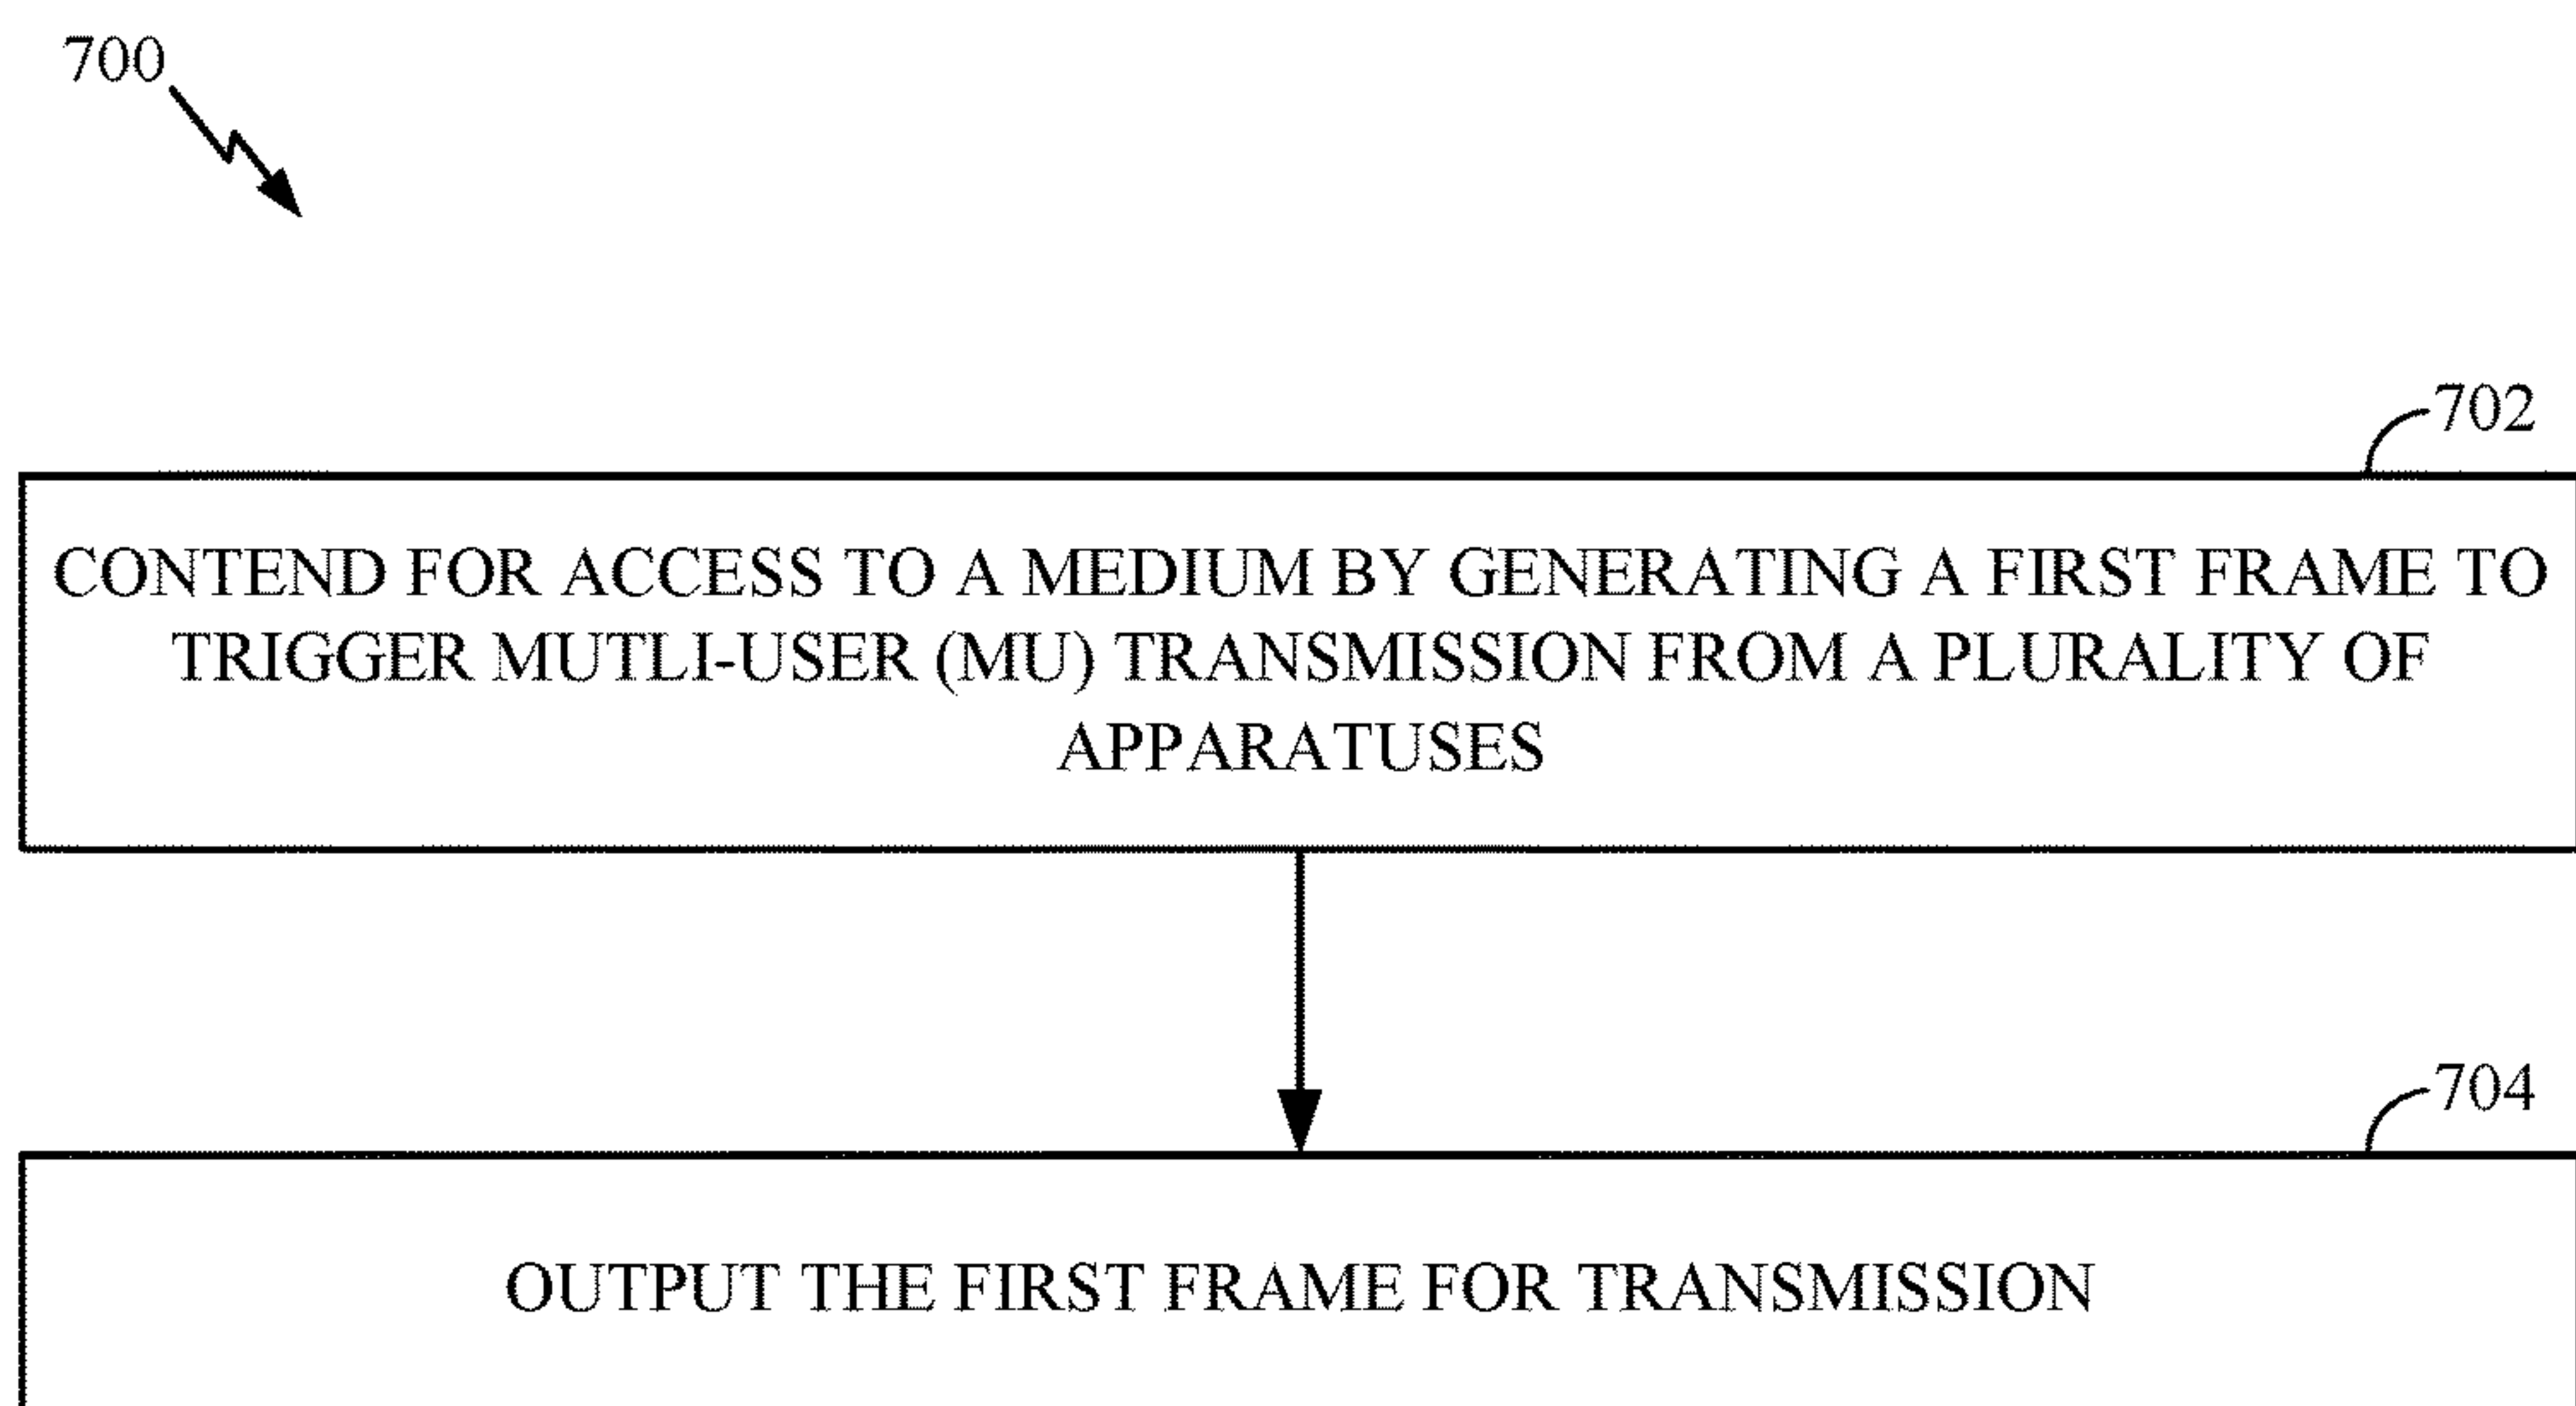 700
702
CONTEND FOR ACCESS TO A MEDIUM BY GENERATING A FIRST FRAME TO
TRIGGER MUTLI-USER (MU) TRANSMISSION FROM A PLURALITY OF
APPARATUSES
704
OUTPUT THE FIRST FRAME FOR TRANSMISSION